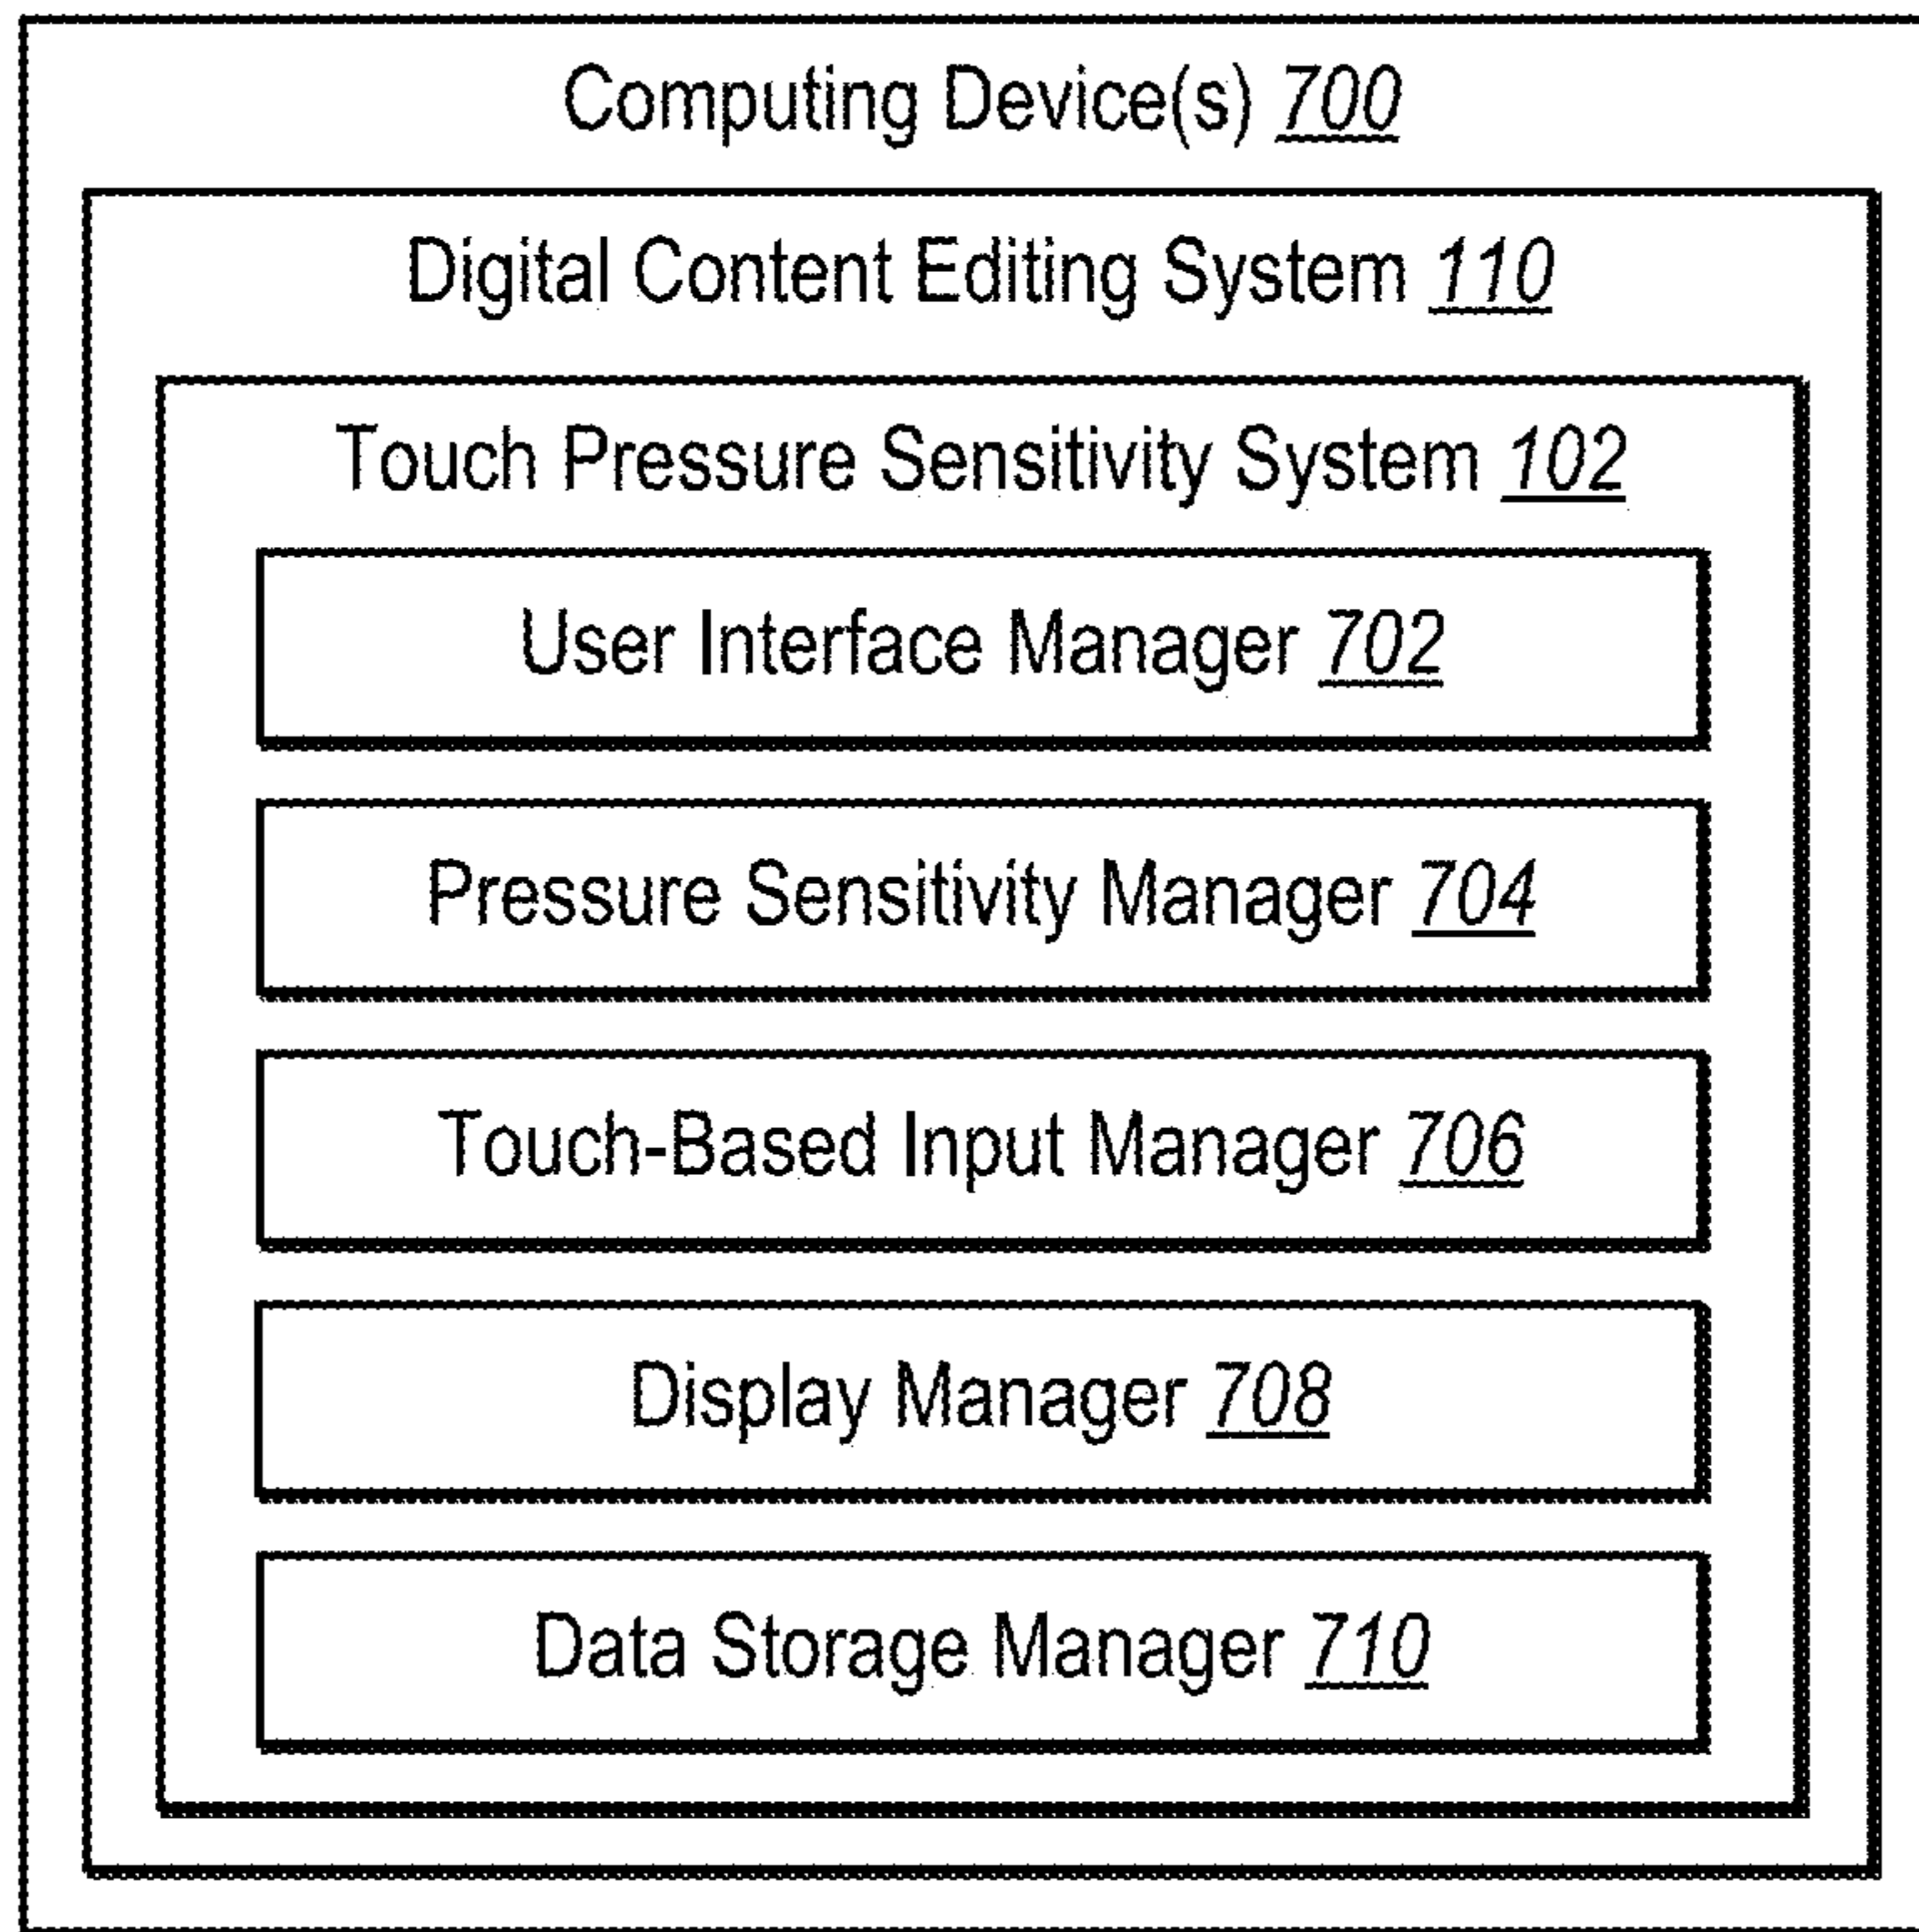 Computing Device(s) 700
Digital Content Editing System 110
Touch Pressure Sensitivity System 102
User Interface Manager 702
Pressure Sensitivity Manager 704
Touch-Based Input Manager 706
Display Manager 708
Data Storage Manager 710